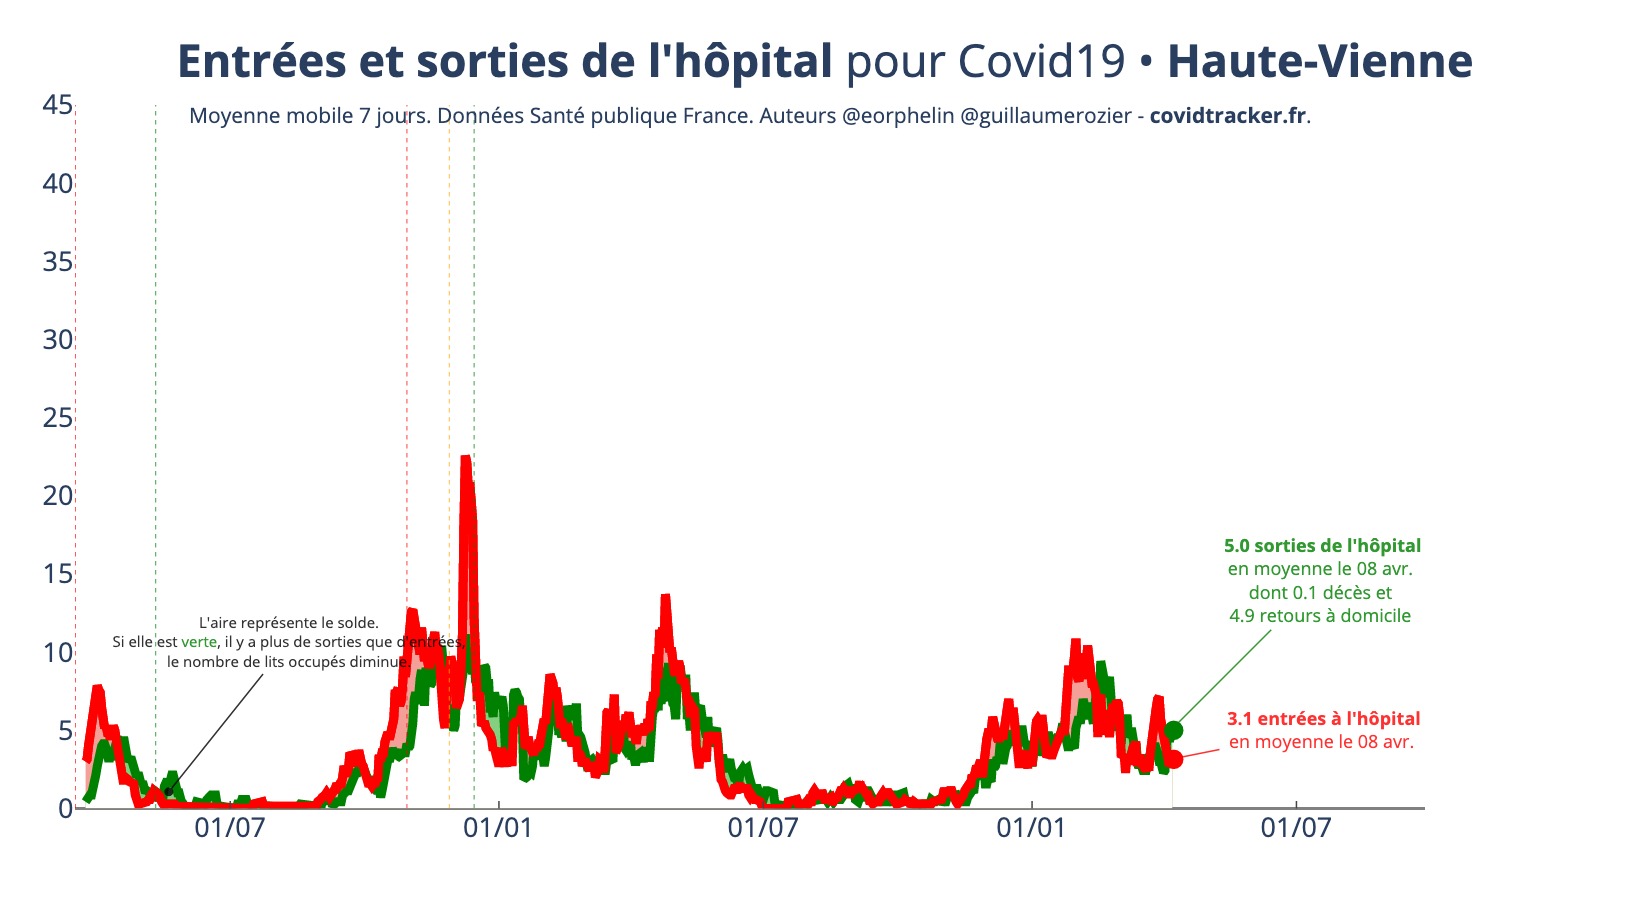 Entrées et sorties de l'hôpital pour Covid19 • Haute-Vienne
Moyenne mobile 7 jours. Données Santé publique France. Auteurs @eorphelin @guillaumerozier - covidtracker.fr.
45
40
35
30
25
20
15
10
5
0
L'aire représente le solde.
Si elle est verte, il y a plus de sorties que d'entrées,
le nombre de lits occupés diminue.
5.0 sorties de l'hôpital
en moyenne le 08 avr.
dont 0.1 décès et
4.9 retours à domicile
3.1 entrées à l'hôpital
en moyenne le 08 avr.
01/07
01/01
01/07
01/01
01/07